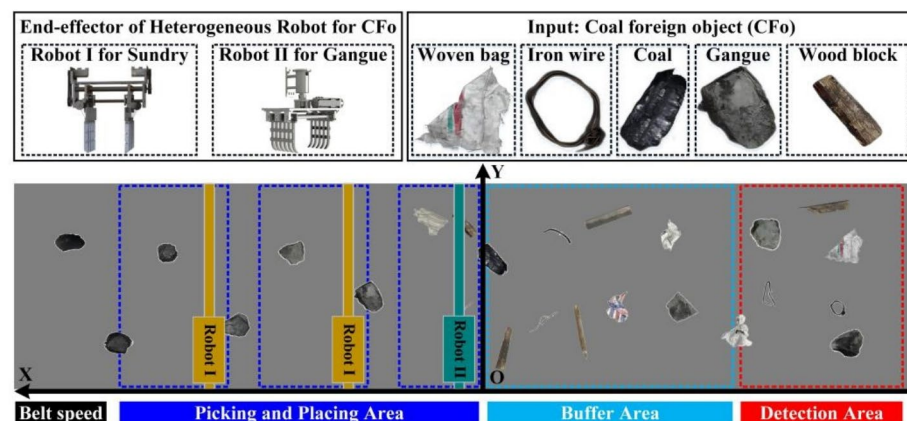 End-effector of Heterogeneous Robot for CFo
Robot I for Sundry
Robot II for Gangue
Input: Coal foreign object (CFo)
Woven bag
Iron wire
Coal
Gangue
Wood block
Y
Robot I
Robot I
Robot II
X
O
Belt speed
Picking and Placing Area
Buffer Area
Detection Area